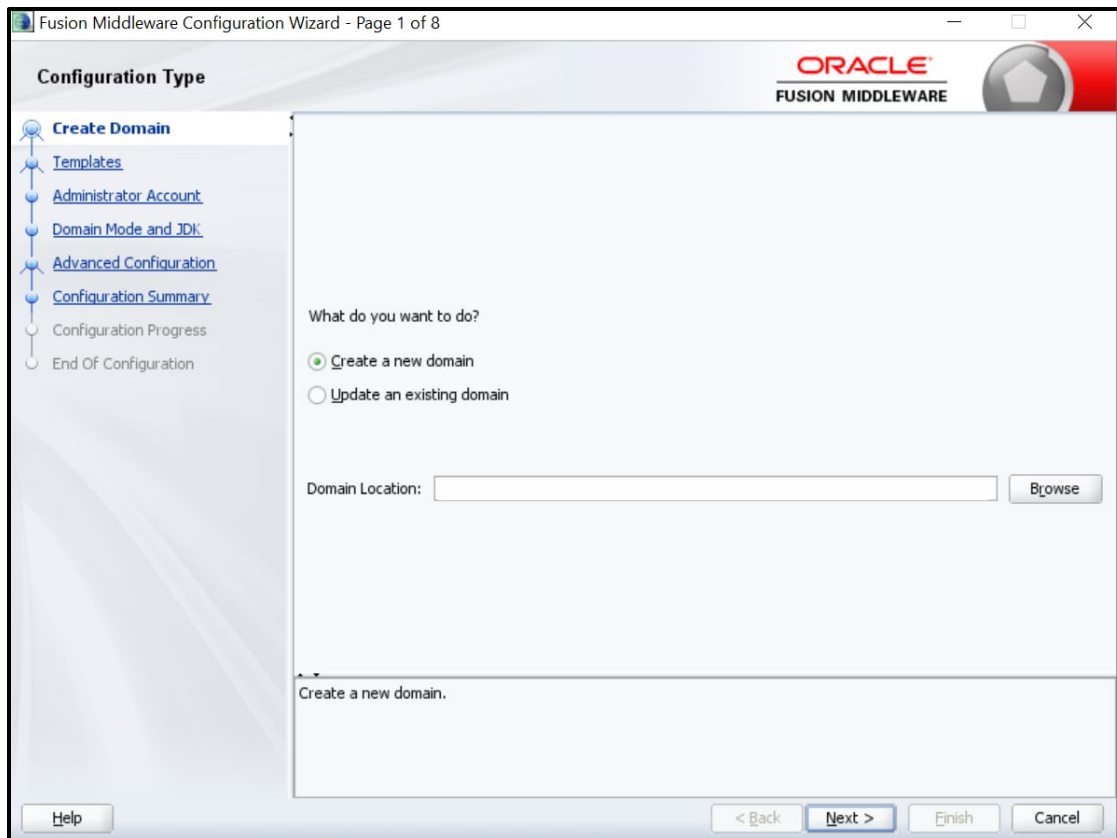 Fusion Middleware Configuration Wizard - Page 1 of 8
Configuration Type
ORACLE
FUSION MIDDLEWARE
Create Domain
Templates
Administrator Account
Domain Mode and JDK
Advanced Configuration
Configuration Summary
Configuration Progress
End Of Configuration
What do you want to do?
Create a new domain
Update an existing domain
Domain Location:
Browse
Create a new domain.
Help
< Back
Next >
Finish
Cancel